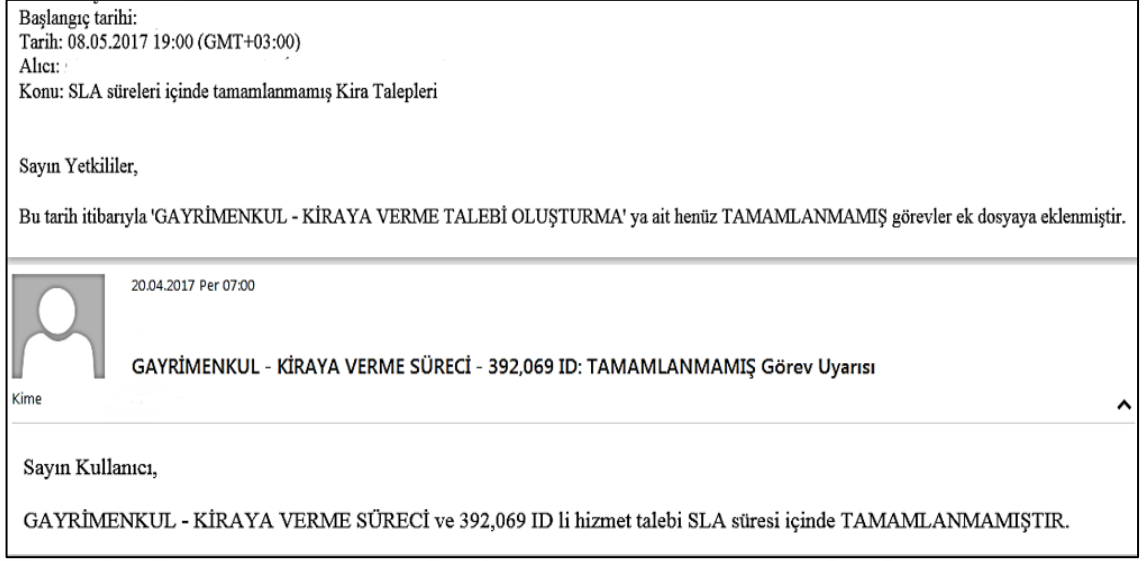 Başlangıç tarihi:
Tarih: 08.05.2017 19:00 (GMT+03:00)
Alıcı:
Konu: SLA süreleri içinde tamamlanmamış Kira Talepleri
Sayın Yetkililer,
Bu tarih itibarıyla 'GAYRİMENKUL - KİRAYA VERME TALEBİ OLUŞTURMA' ya ait henüz TAMAMLANMAMIŞ görevler ek dosyaya eklenmiştir.
20.04.2017 Per 07:00
GAYRİMENKUL - KİRAYA VERME SÜRECİ - 392,069 ID: TAMAMLANMAMIŞ Görev Uyarısı
Kime
Sayın Kullanıcı,
GAYRİMENKUL - KİRAYA VERME SÜRECİ ve 392,069 ID li hizmet talebi SLA süresi içinde TAMAMLANMAMIŞTIR.